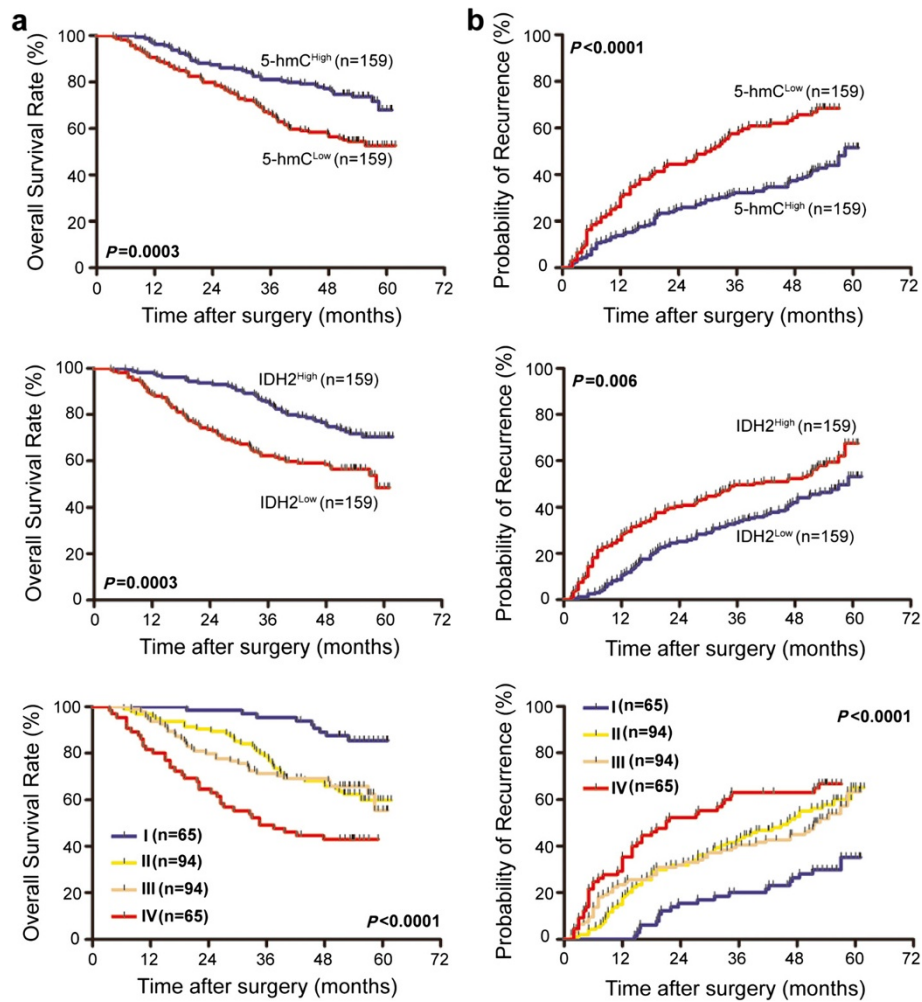 a
Overall Survival Rate (%)
100
80
60
40
20
0
5-hmC^High (n=159)
5-hmC^Low (n=159)
P=0.0003
0 12 24 36 48 60 72
Time after surgery (months)
b
Probability of Recurrence (%)
100
80
60
40
20
0
P<0.0001
5-hmC^Low (n=159)
5-hmC^High (n=159)
0 12 24 36 48 60 72
Time after surgery (months)
Overall Survival Rate (%)
100
80
60
40
20
0
IDH2^High (n=159)
IDH2^Low (n=159)
P=0.0003
0 12 24 36 48 60 72
Time after surgery (months)
Probability of Recurrence (%)
100
80
60
40
20
0
P=0.006
IDH2^High (n=159)
IDH2^Low (n=159)
0 12 24 36 48 60 72
Time after surgery (months)
Overall Survival Rate (%)
100
80
60
40
20
0
I (n=65)
II (n=94)
III (n=94)
IV (n=65)
P<0.0001
0 12 24 36 48 60 72
Time after surgery (months)
Probability of Recurrence (%)
100
80
60
40
20
0
I (n=65)
II (n=94)
III (n=94)
IV (n=65)
P<0.0001
0 12 24 36 48 60 72
Time after surgery (months)